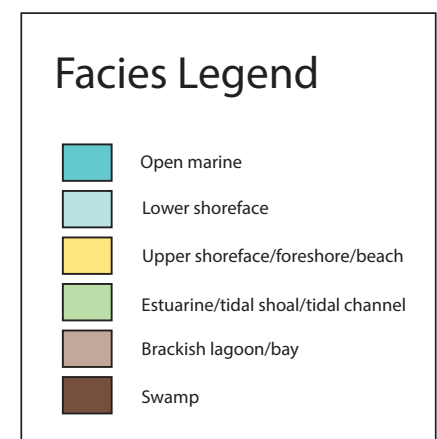 Facies Legend
Open marine
Lower shoreface
Upper shoreface/foreshore/beach
Estuarine/tidal shoal/tidal channel
Brackish lagoon/bay
Swamp